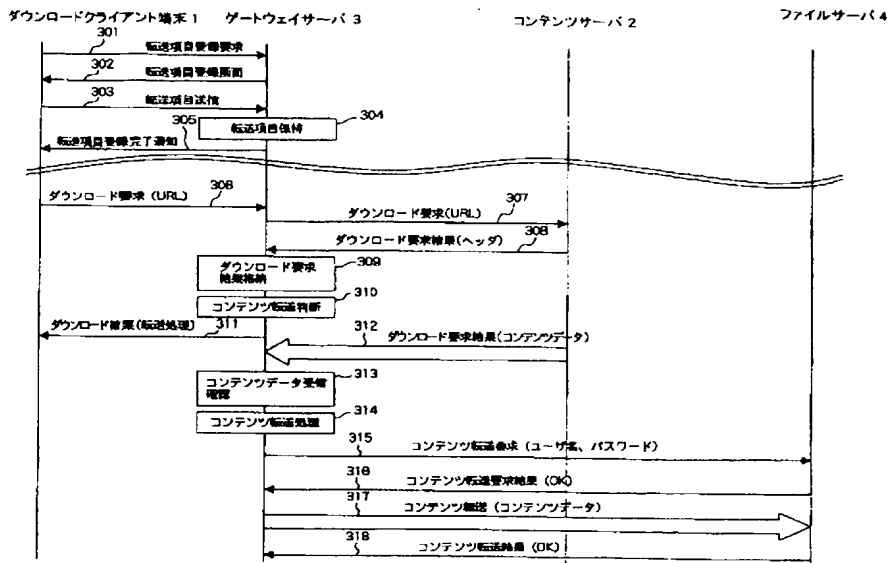 ダウンロードクライアント端末 1
ゲートウェイサーバ 3
コンテンツサーバ 2
ファイルサーバ 4
301
転送項目登録要求
302
転送項目登録画面
303
転送項目送信
304
転送項目保持
305
転送項目登録完了通知
306
ダウンロード要求 (URL)
307
ダウンロード要求(URL)
308
ダウンロード要求結果(ヘッダ)
309
ダウンロード要求
結果格納
310
コンテンツ転送判断
311
ダウンロード結果(転送処理)
312
ダウンロード要求結果(コンテンツデータ)
313
コンテンツデータ受信
確認
314
コンテンツ転送処理
315
コンテンツ転送要求 (ユーザ名、パスワード)
316
コンテンツ転送要求結果 (OK)
317
コンテンツ転送 (コンテンツデータ)
318
コンテンツ転送結果 (OK)